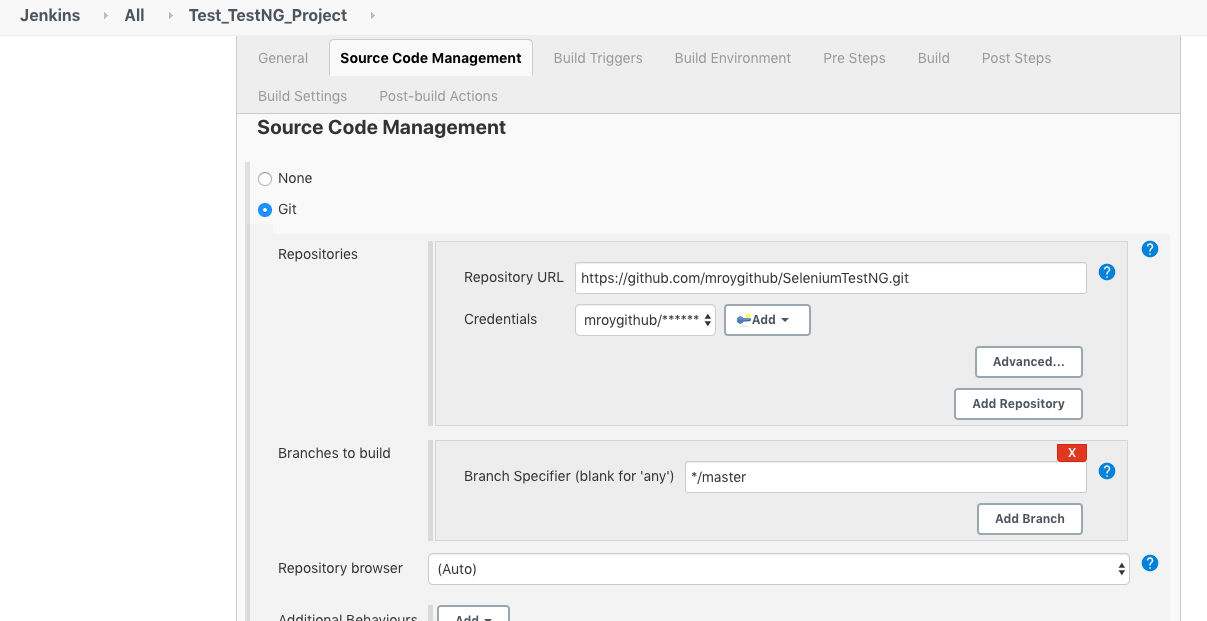 Jenkins All Test_TestNG_Project
General Source Code Management Build Triggers Build Environment Pre Steps Build Post Steps
Build Settings Post-build Actions
Source Code Management
None
Git
Repositories
?
Repository URL https://github.com/mroygithub/SeleniumTestNG.git ?
Credentials mroygithub/****** Add
Advanced...
Add Repository
Branches to build
X
Branch Specifier (blank for 'any') */master ?
Add Branch
Repository browser (Auto) ?
Additional Behaviours Add